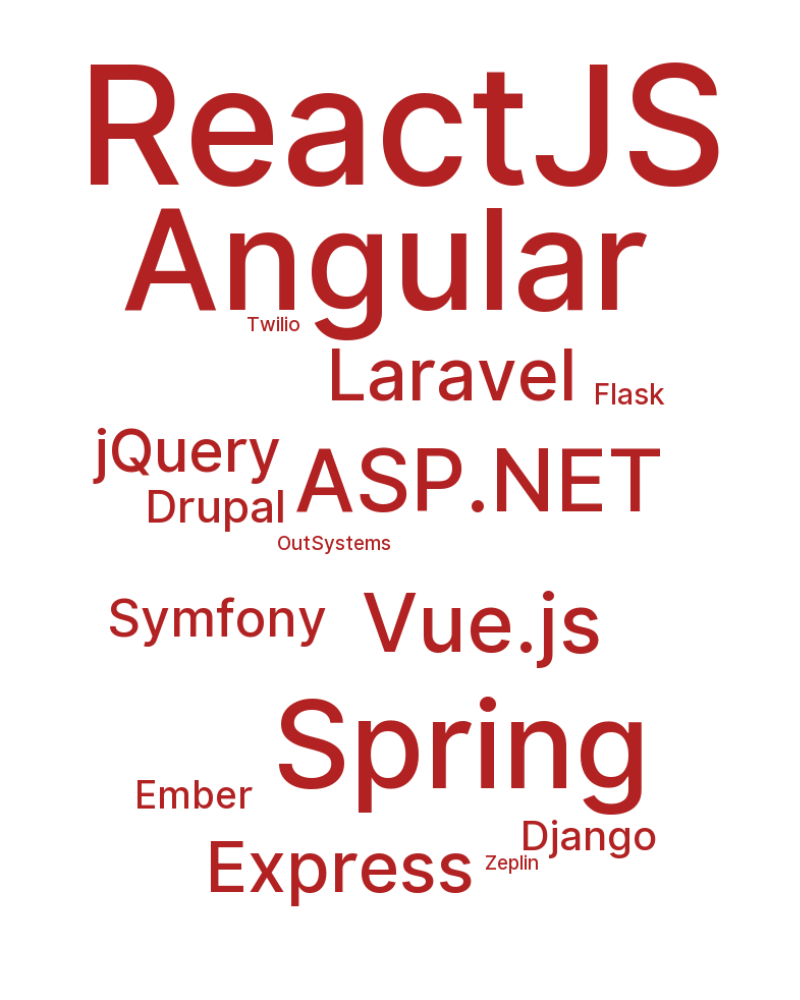 ReactJS
Angular
Twilio
Laravel
Flask
jQuery
ASP.NET
Drupal
OutSystems
Symfony
Vue.js
Spring
Ember
Django
Express
Zeplin